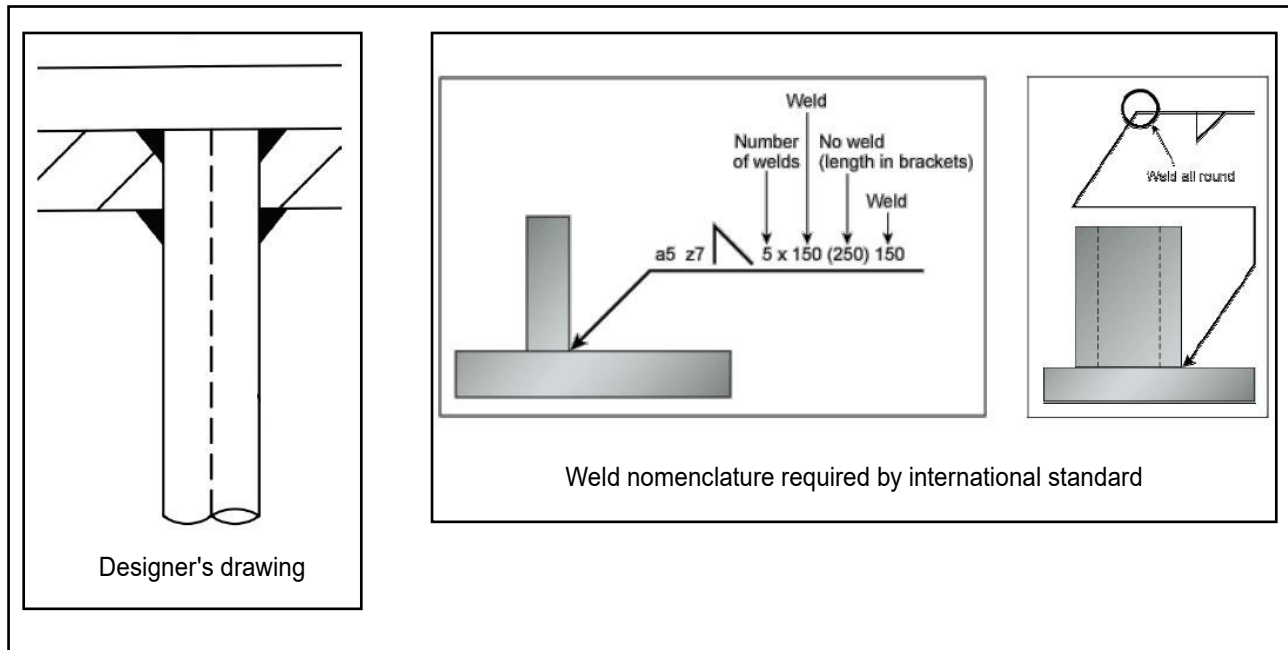 Designer's drawing
Weld
Number
of welds
No weld
(length in brackets)
Weld
a5 z7 5 x 150 (250) 150
Weld all round
Weld nomenclature required by international standard